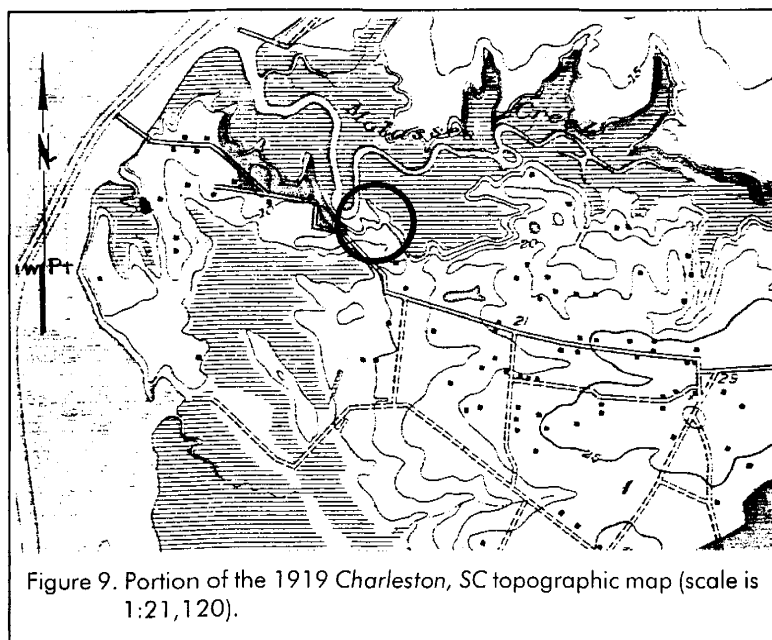 N
Creek
15
20
21
25
25
Figure 9. Portion of the 1919 Charleston, SC topographic map (scale is
1:21,120).